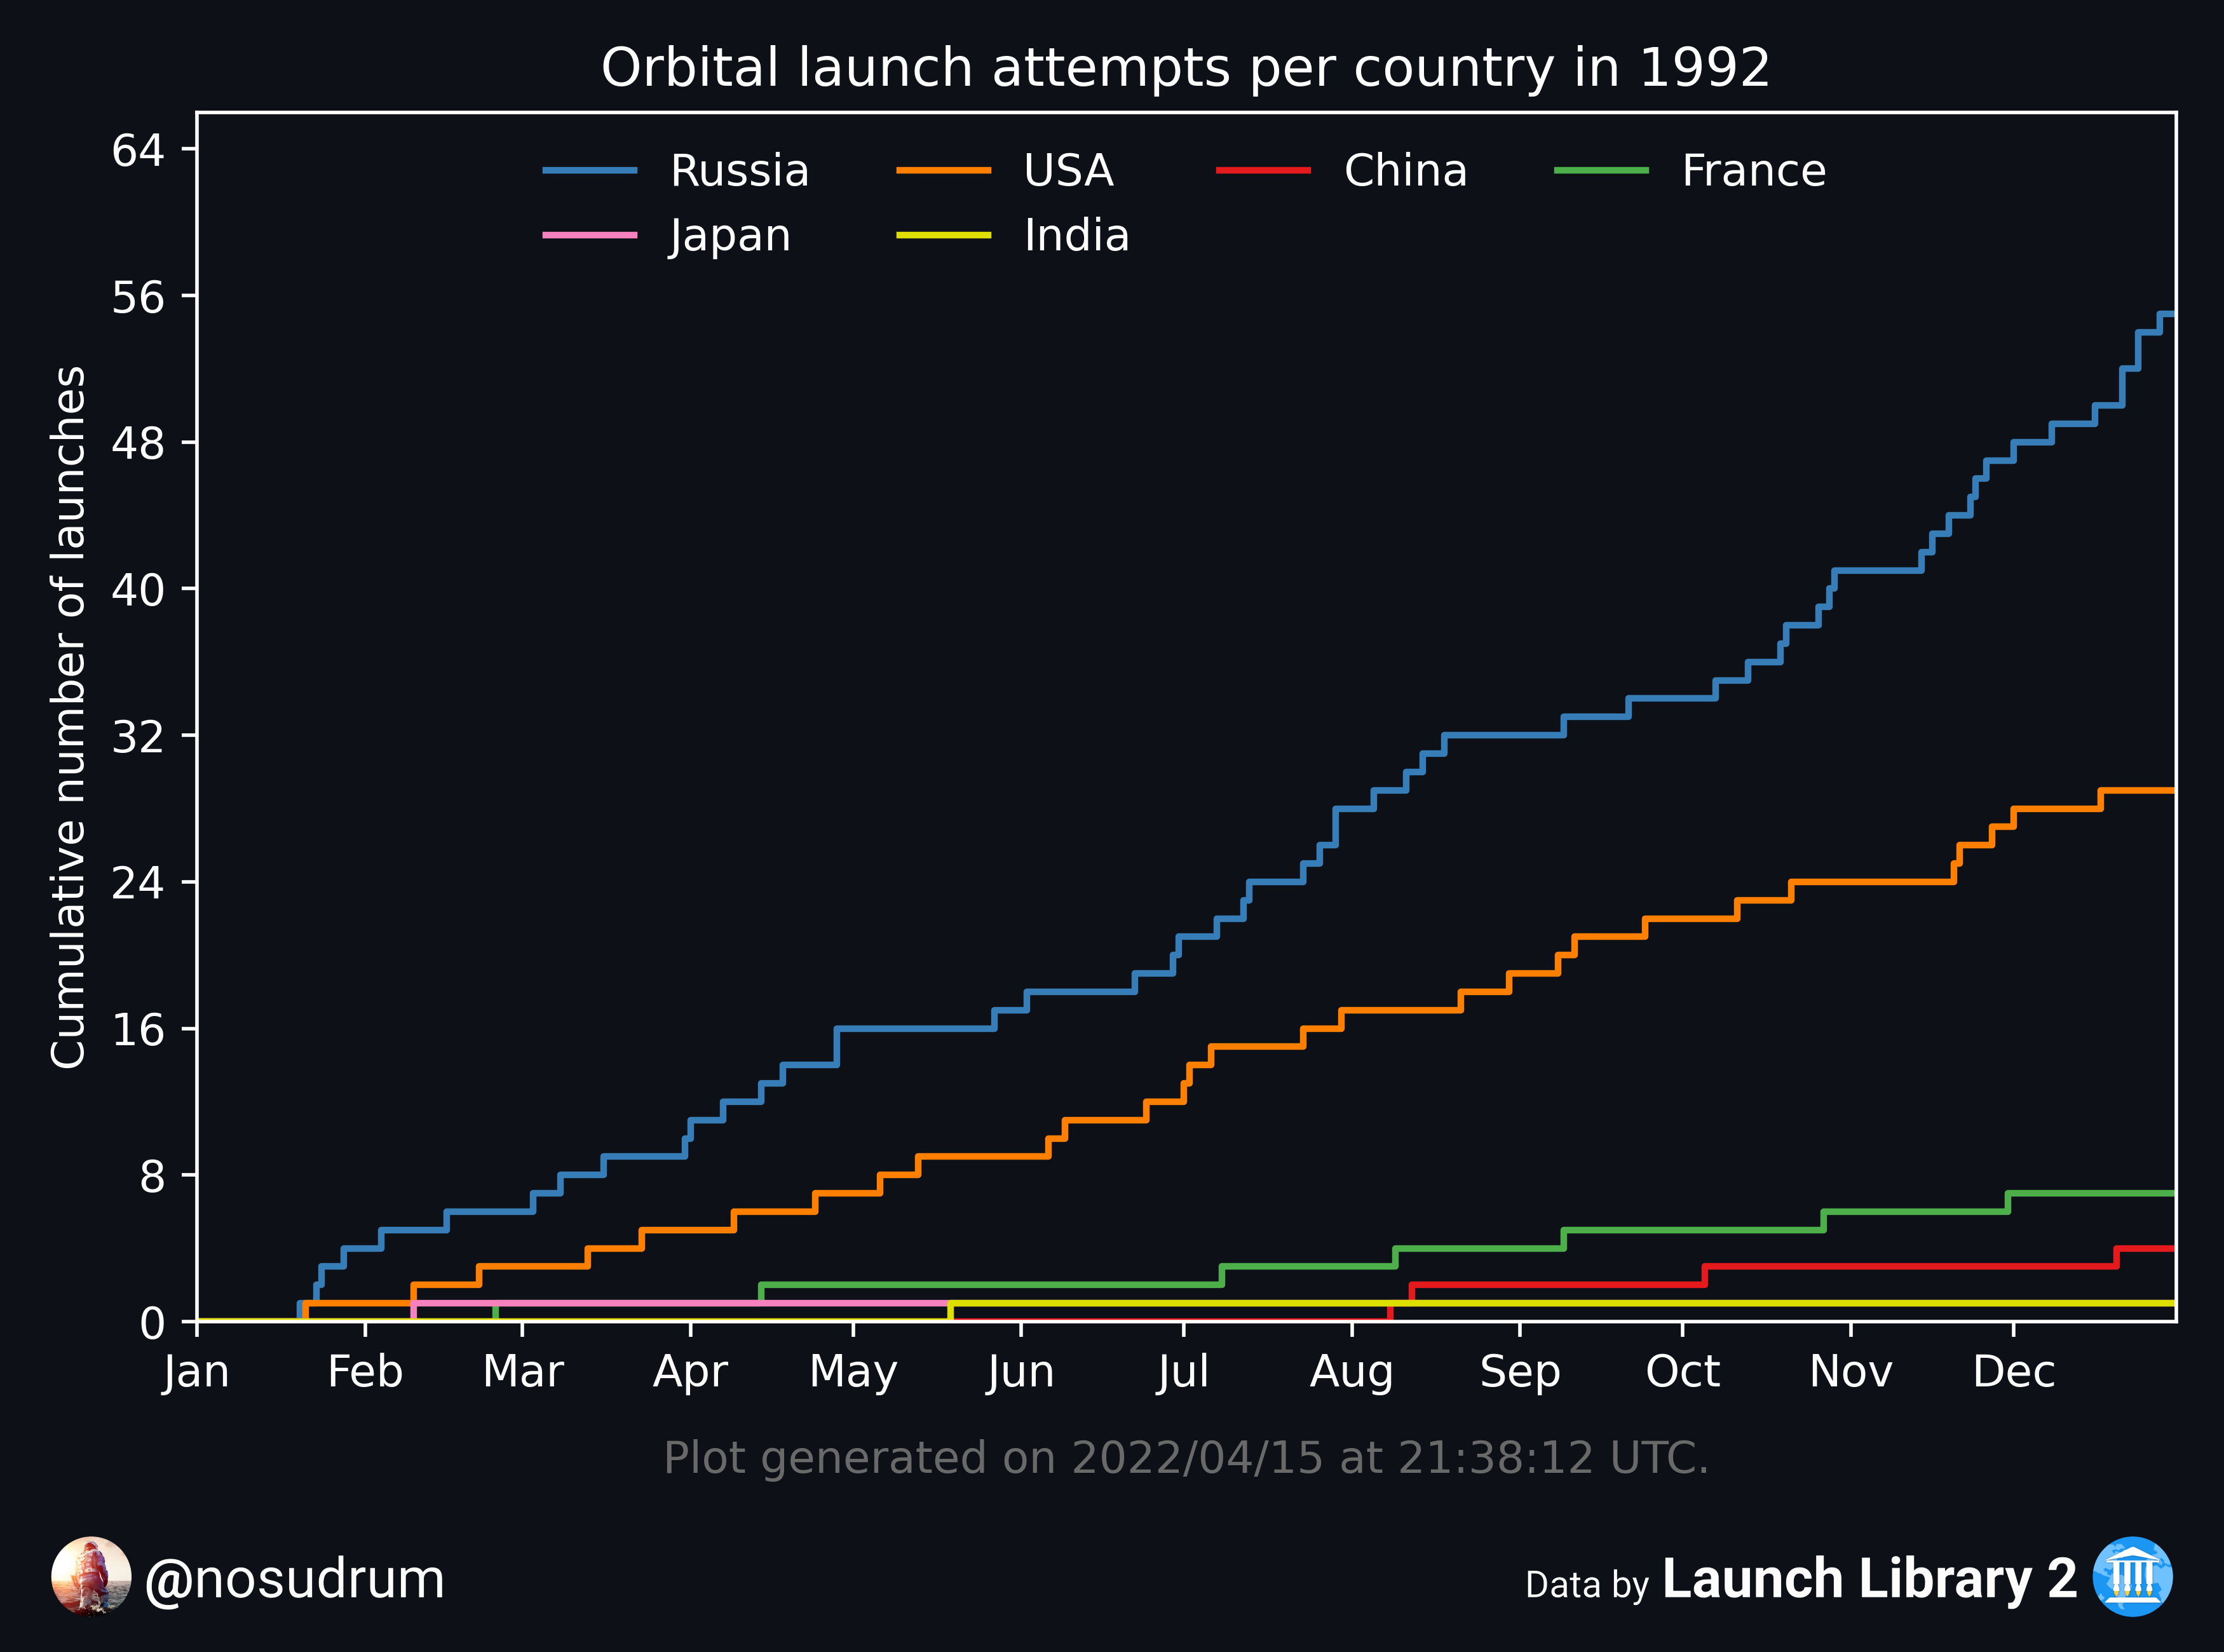 Orbital launch attempts per country in 1992
Russia USA China France
Japan India
64
56
48
40
32
24
16
8
0
Cumulative number of launches
Jan Feb Mar Apr May Jun Jul Aug Sep Oct Nov Dec
Plot generated on 2022/04/15 at 21:38:12 UTC.
@nosudrum
Data by Launch Library 2